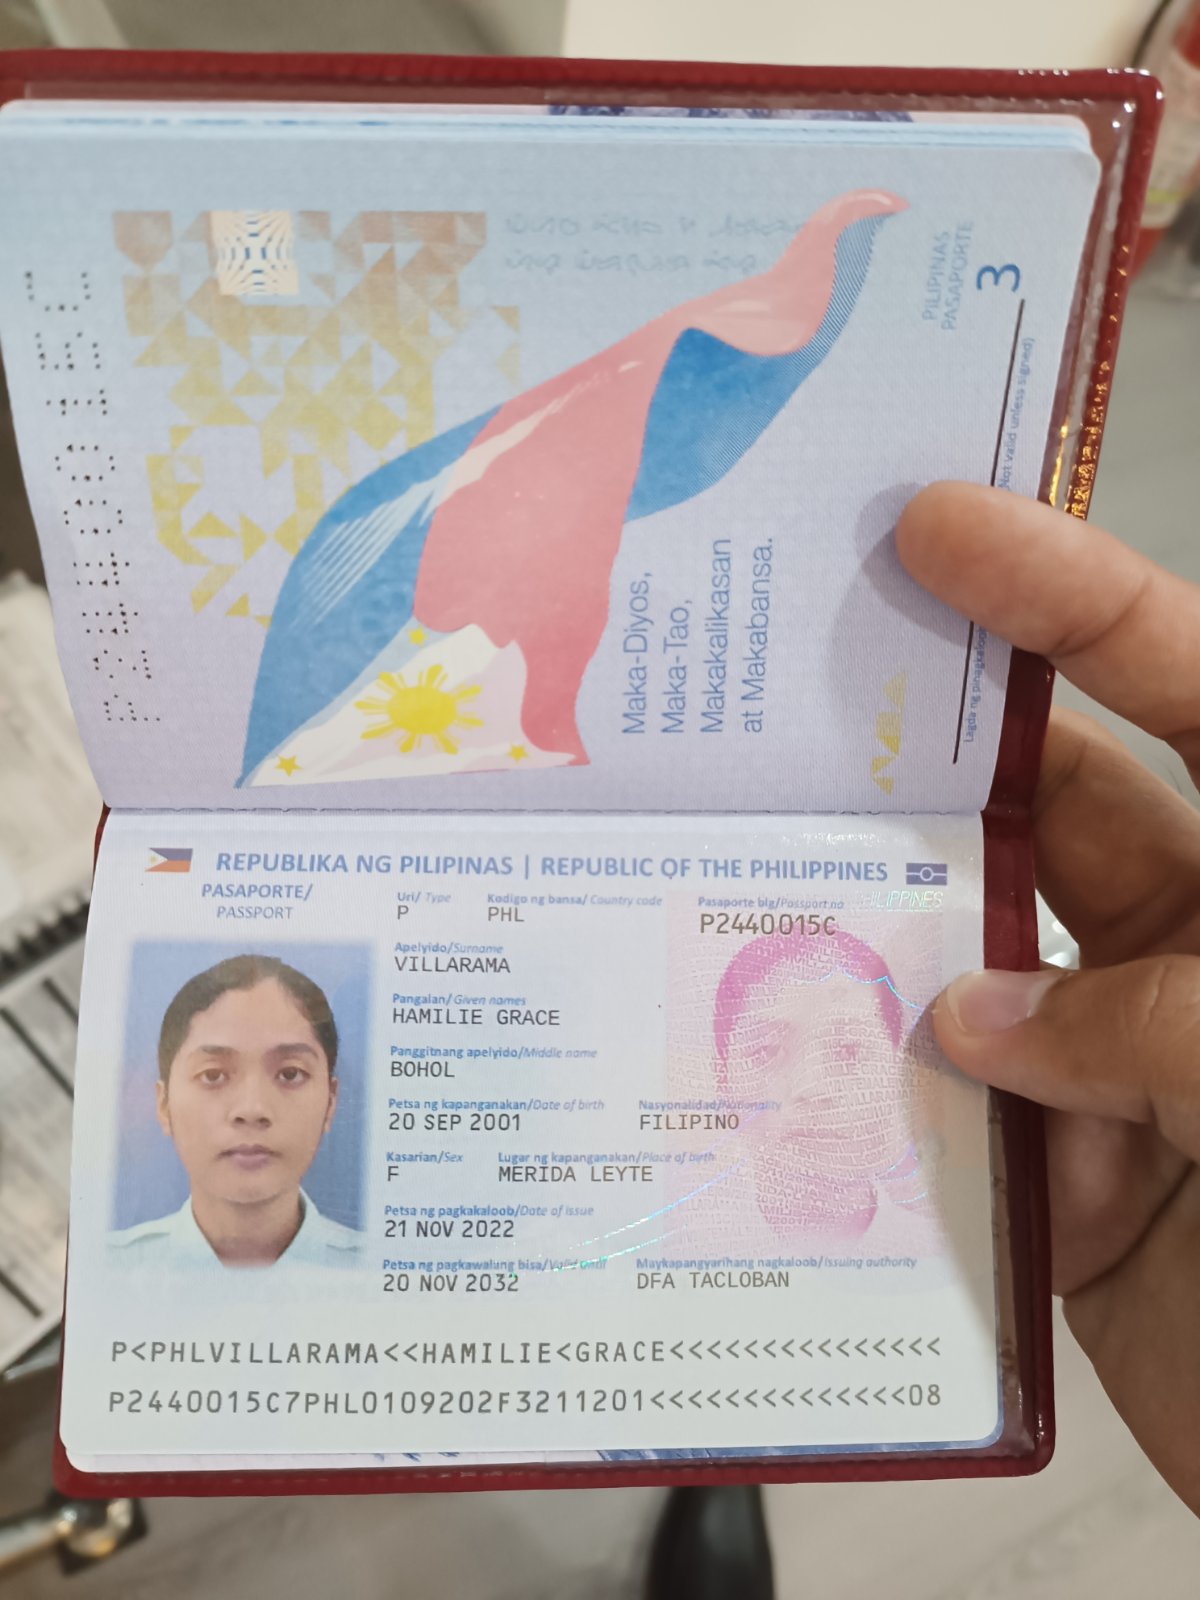 P2440015C
PILIPINAS
PASAPORTE
3
(Not valid unless signed)
Lagda ng
Maka-Diyos,
Maka-Tao,
Makakalikasan
at Makabansa.
REPUBLIKA NG PILIPINAS | REPUBLIC OF THE PHILIPPINES
PASAPORTE/
PASSPORT
Uri/ Type
Kodigo ng bansa/ Country code
Pasaporte blg/Passport no
PILIPPINES
P
PHL
P2440015C
Apelyido/Surname
VILLARAMA
Pangalan/ Given names
HAMILIE GRACE
Panggitnang apelyido/Middle name
BOHOL
Petsa ng kapanganakan/Date of birth
Nasyonalidad/Nationality
20 SEP 2001
FILIPINO
Kasarian/Sex
Lugar ng kapanganakan/Place of birth
F
MERIDA LEYTE
Petsa ng pagkakaloob/Date of issue
21 NOV 2022
Petsa ng pagkawalang bisa/Valid until
Maykapangyarihang nagkaloob/Issuing authority
20 NOV 2032
DFA TACLOBAN
P<PHLVILLARAMA<<HAMILIE<GRACE<<<<<<<<<<<<<<<
P2440015C7PHL0109202F3211201<<<<<<<<<<<<<<08